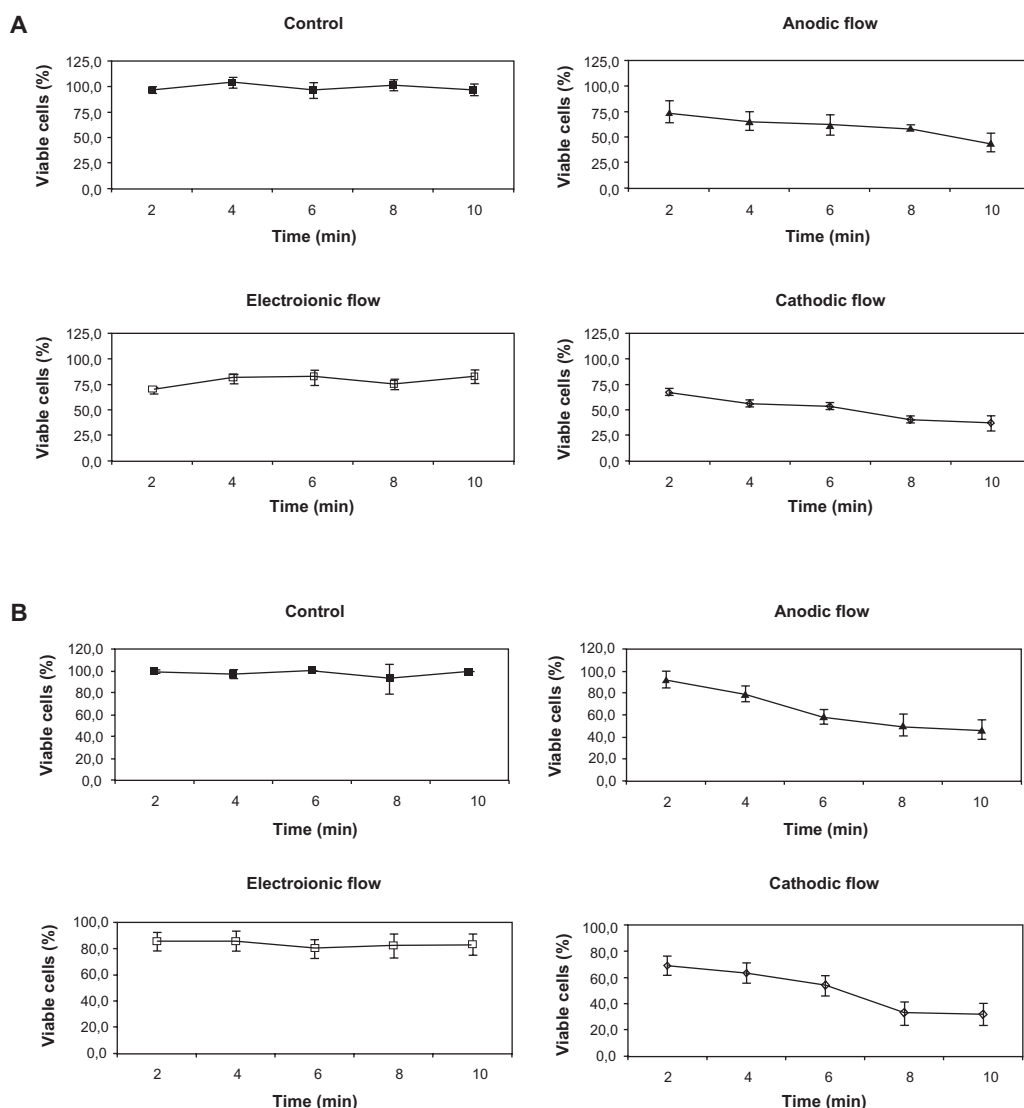 A
Control
Viable cells (%)
125,0
100,0
75,0
50,0
25,0
0,0
2 4 6 8 10
Time (min)
Anodic flow
Viable cells (%)
125,0
100,0
75,0
50,0
25,0
0,0
2 4 6 8 10
Time (min)
Electroionic flow
Viable cells (%)
125,0
100,0
75,0
50,0
25,0
0,0
2 4 6 8 10
Time (min)
Cathodic flow
Viable cells (%)
125,0
100,0
75,0
50,0
25,0
0,0
2 4 6 8 10
Time (min)
B
Control
Viable cells (%)
120,0
100,0
80,0
60,0
40,0
20,0
0,0
2 4 6 8 10
Time (min)
Anodic flow
Viable cells (%)
120,0
100,0
80,0
60,0
40,0
20,0
0,0
2 4 6 8 10
Time (min)
Electroionic flow
Viable cells (%)
100,0
80,0
60,0
40,0
20,0
0,0
2 4 6 8 10
Time (min)
Cathodic flow
Viable cells (%)
100,0
80,0
60,0
40,0
20,0
0,0
2 4 6 8 10
Time (min)